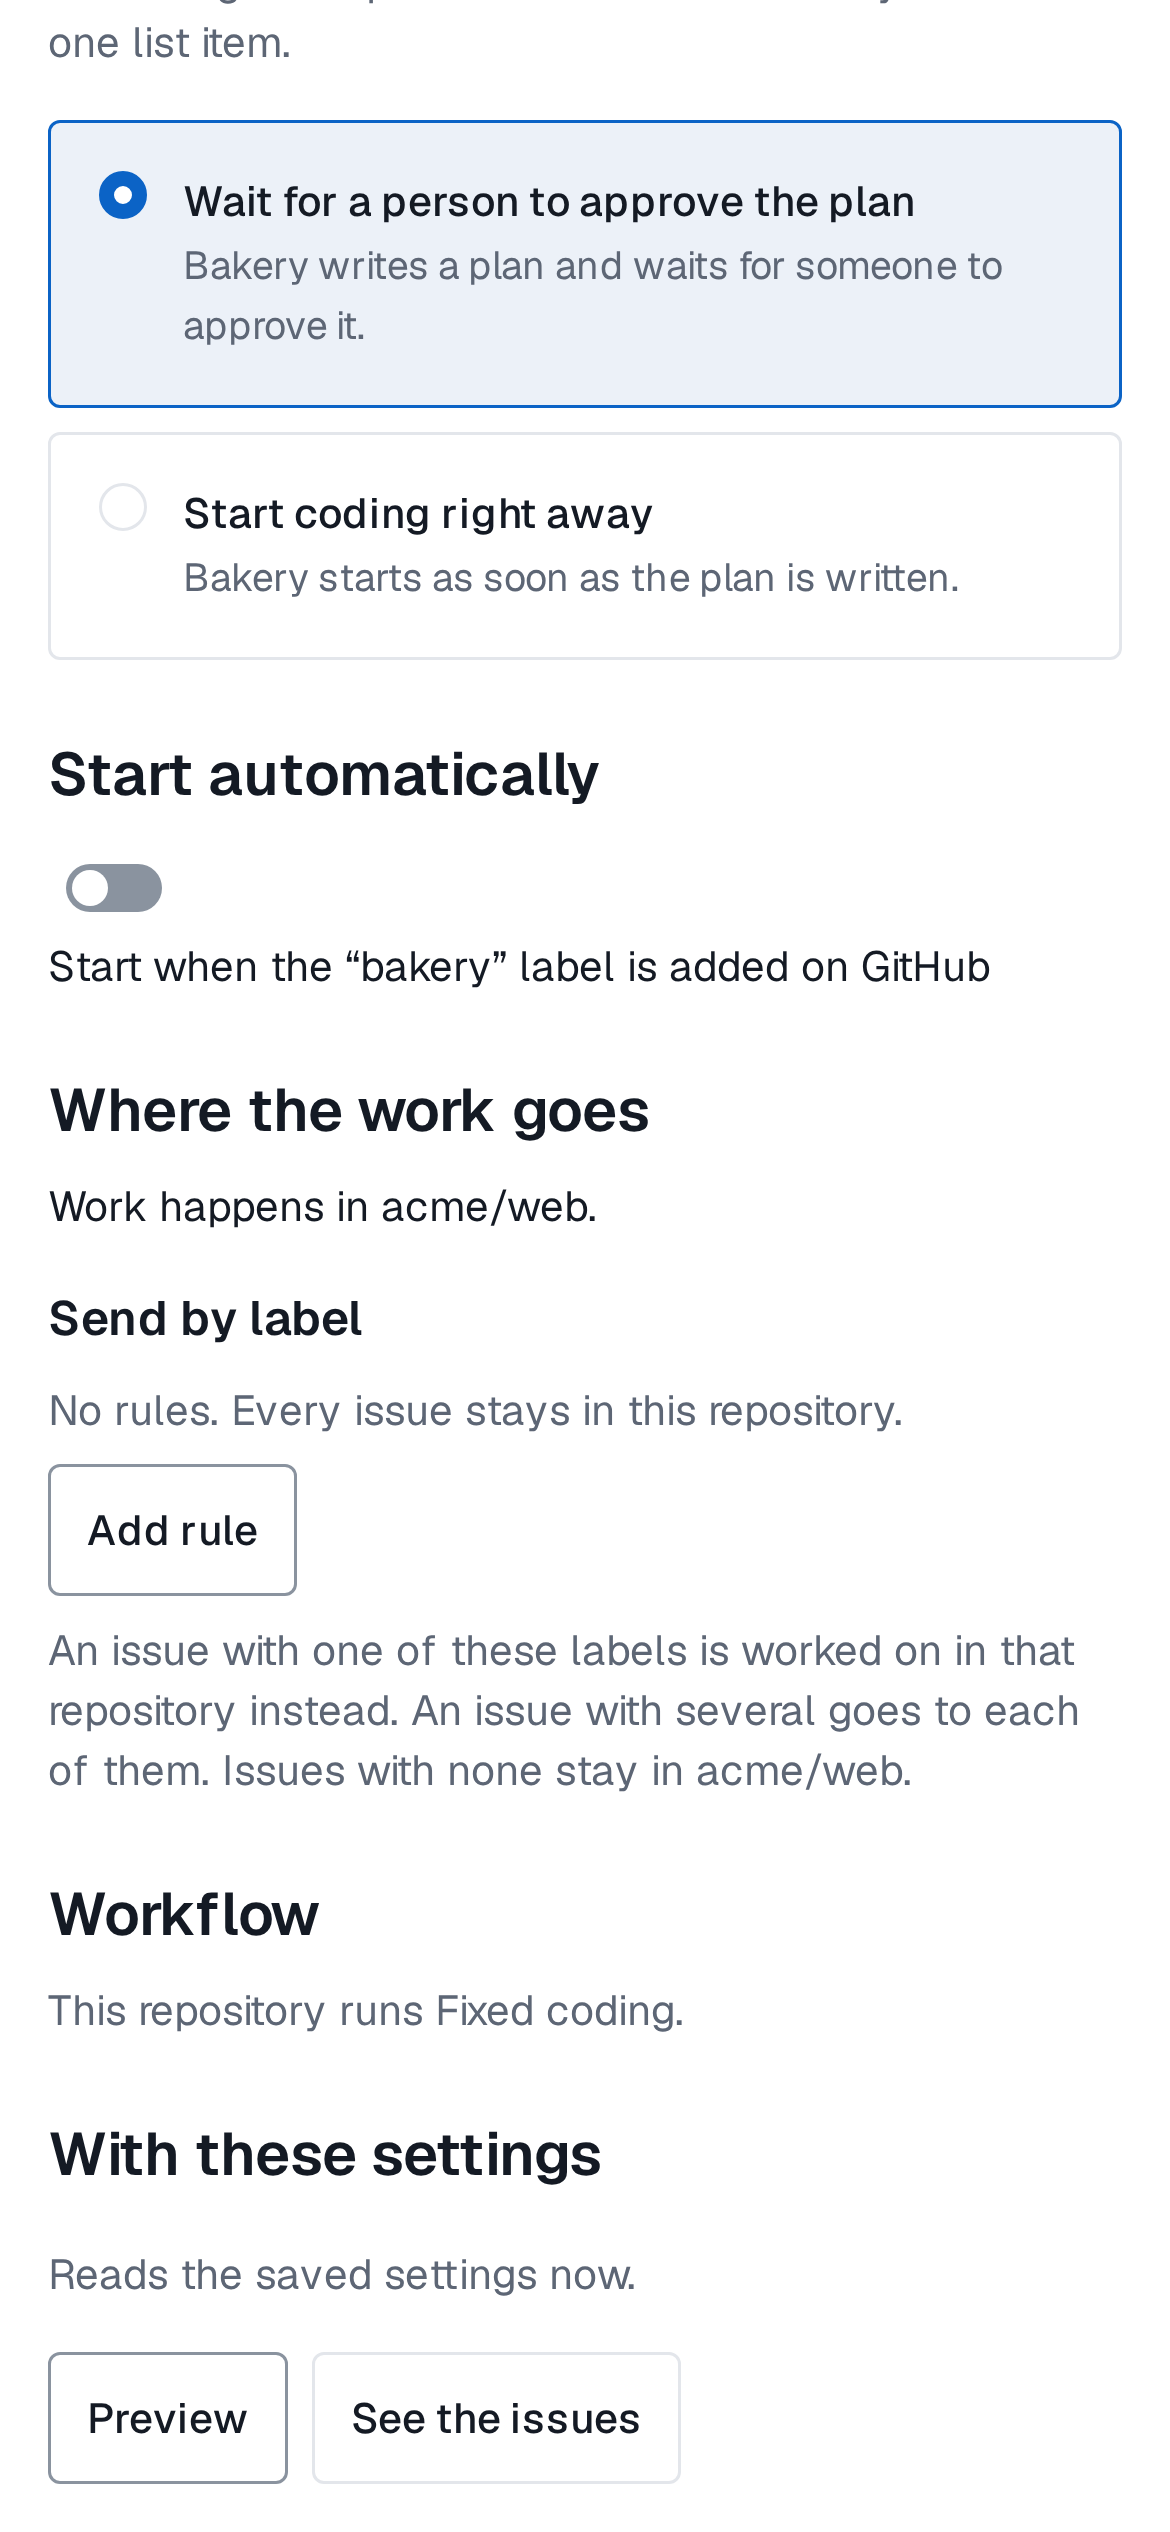 one list item.
Wait for a person to approve the plan
Bakery writes a plan and waits for someone to
approve it.
Start coding right away
Bakery starts as soon as the plan is written.
Start automatically
Start when the “bakery” label is added on GitHub
Where the work goes
Work happens in acme/web.
Send by label
No rules. Every issue stays in this repository.
Add rule
An issue with one of these labels is worked on in that
repository instead. An issue with several goes to each
of them. Issues with none stay in acme/web.
Workflow
This repository runs Fixed coding.
With these settings
Reads the saved settings now.
Preview
See the issues